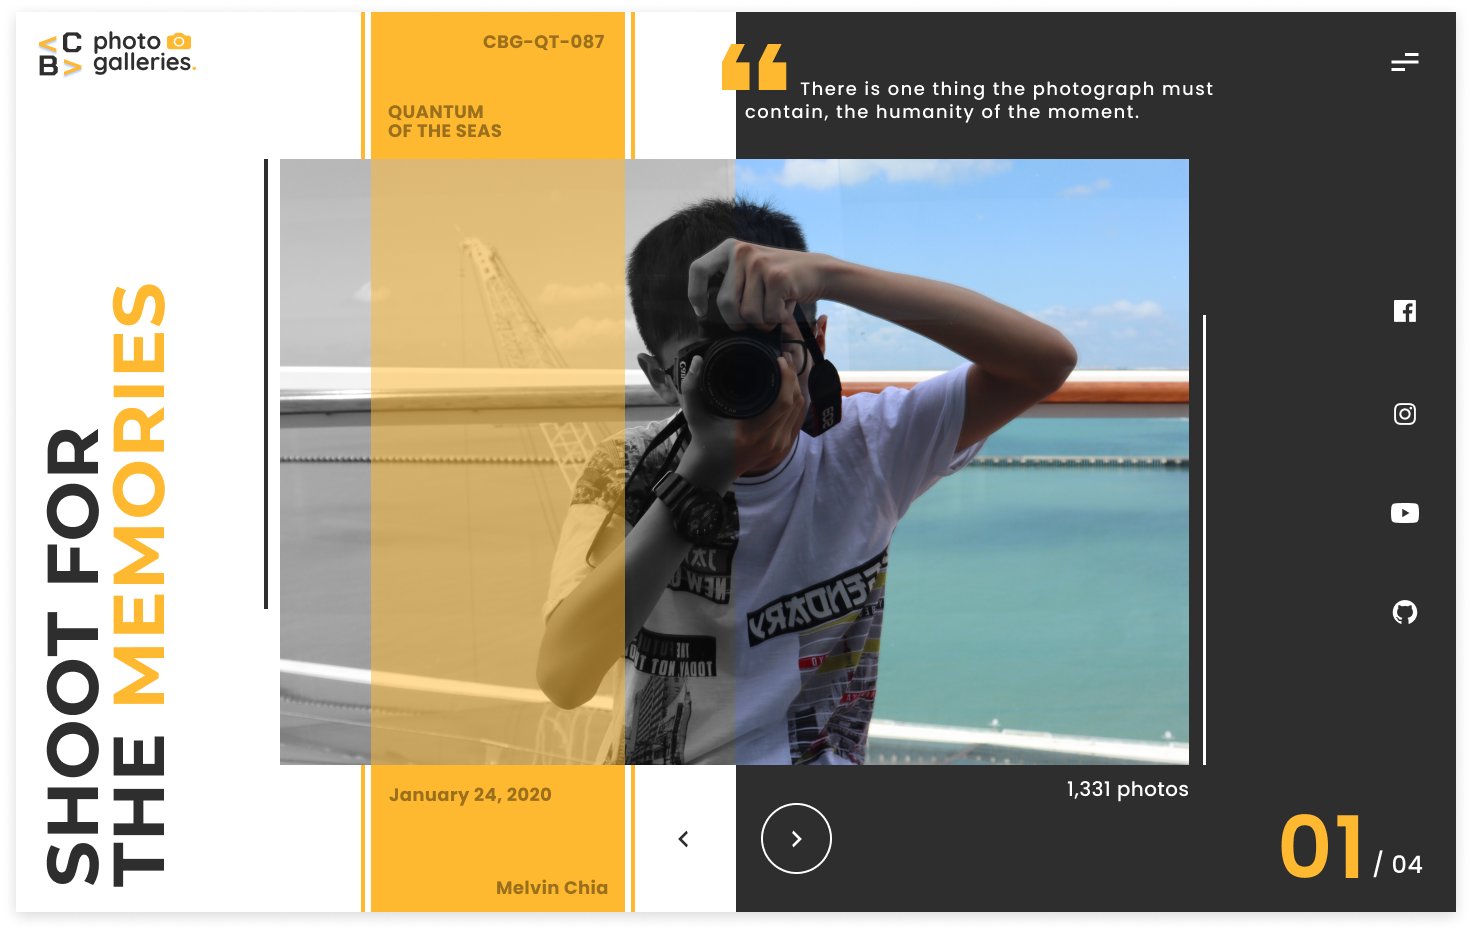 <C
B>
photo
galleries.
CBG-QT-087
QUANTUM
OF THE SEAS
There is one thing the photograph must
contain, the humanity of the moment.
SHOOT FOR
THE MEMORIES
January 24, 2020
Melvin Chia
1,331 photos
01 / 04